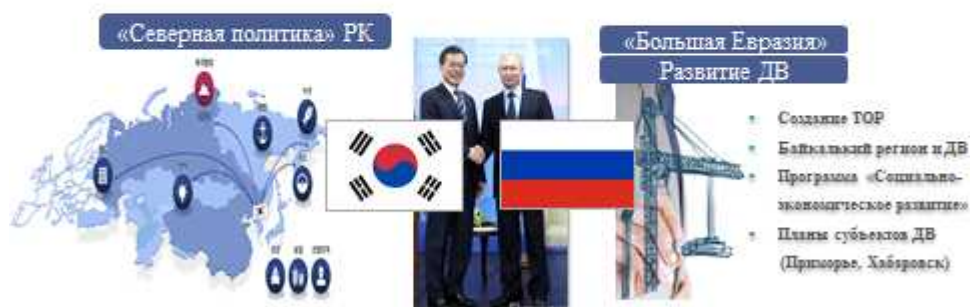 «Северная политика» РК
«Большая Евразия»
Развитие ДВ
Создание ТОР
Байкалький регион и ДВ
Программа «Социально-
экономическое развитие»
Планы субъектов ДВ
(Приморье, Хабаровск)